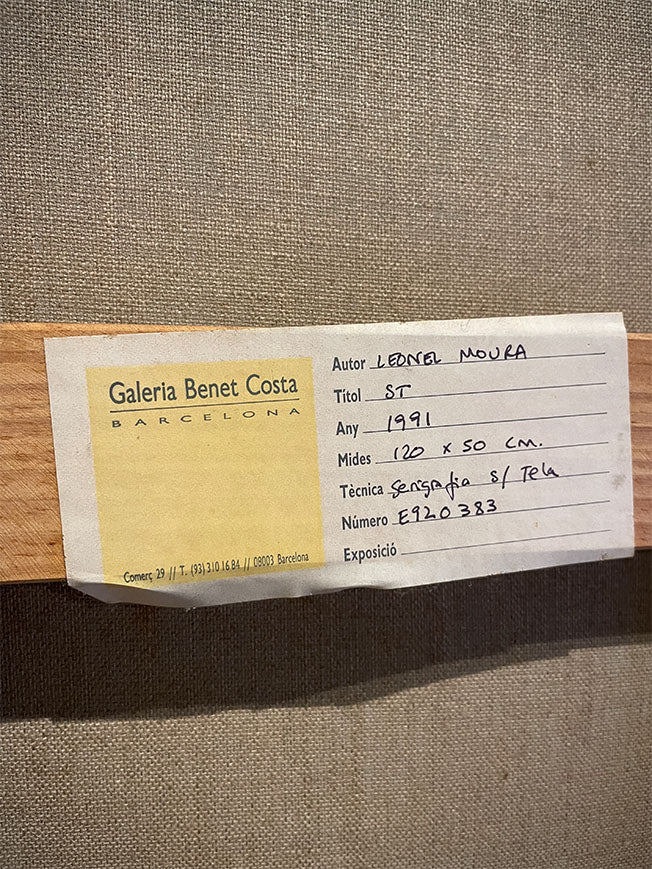 Galeria Benet Costa
BARCELONA
Comerç 29 // T. (93) 310 16 84 // 08003 Barcelona
Autor LEONEL MOURA
Títol ST
Any 1991
Mides 120 x 50 cm.
Tècnica Serigrafia s/ Tela
Número E920383
Exposició